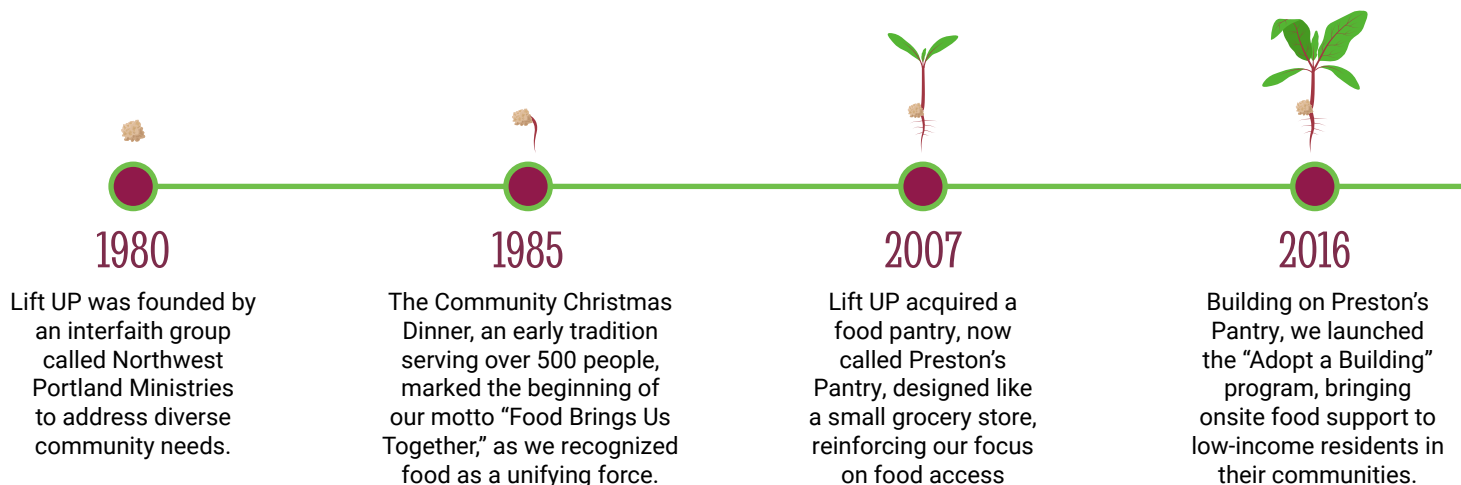 1980
Lift UP was founded by
an interfaith group
called Northwest
Portland Ministries
to address diverse
community needs.
1985
The Community Christmas
Dinner, an early tradition
serving over 500 people,
marked the beginning of
our motto “Food Brings Us
Together,” as we recognized
food as a unifying force.
2007
Lift UP acquired a
food pantry, now
called Preston’s
Pantry, designed like
a small grocery store,
reinforcing our focus
on food access
2016
Building on Preston’s
Pantry, we launched
the “Adopt a Building”
program, bringing
onsite food support to
low-income residents in
their communities.